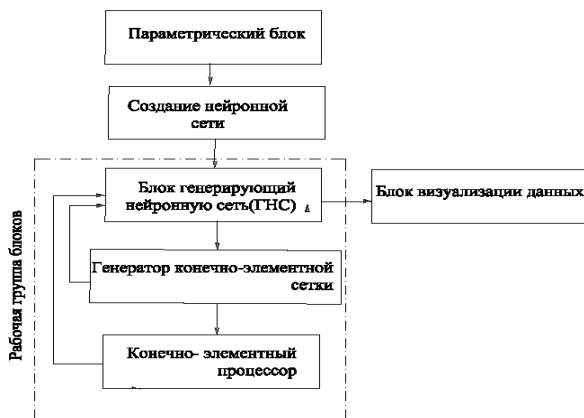 Параметрический блок
Создание нейронной
сети
Блок генерирующий
нейронную сеть(ГНС)
Блок визуализации данных
Генератор конечно-элементной
сетки
Конечно- элементный
процессор
Рабочая группа блоков